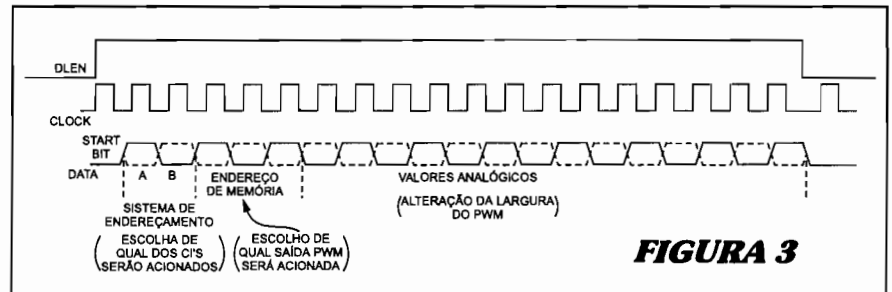 DLEN
CLOCK
START
BIT
DATA
A B
ENDEREÇO
DE MEMÓRIA
VALORES ANALÓGICOS
(ALTERAÇÃO DA LARGURA
DO PWM)
SISTEMA DE
ENDEREÇAMENTO
(ESCOLHA DE
QUAL DOS CI'S
SERÃO ACIONADOS)
(ESCOLHO DE
QUAL SAÍDA PWM
SERÁ ACIONADA)
FIGURA 3